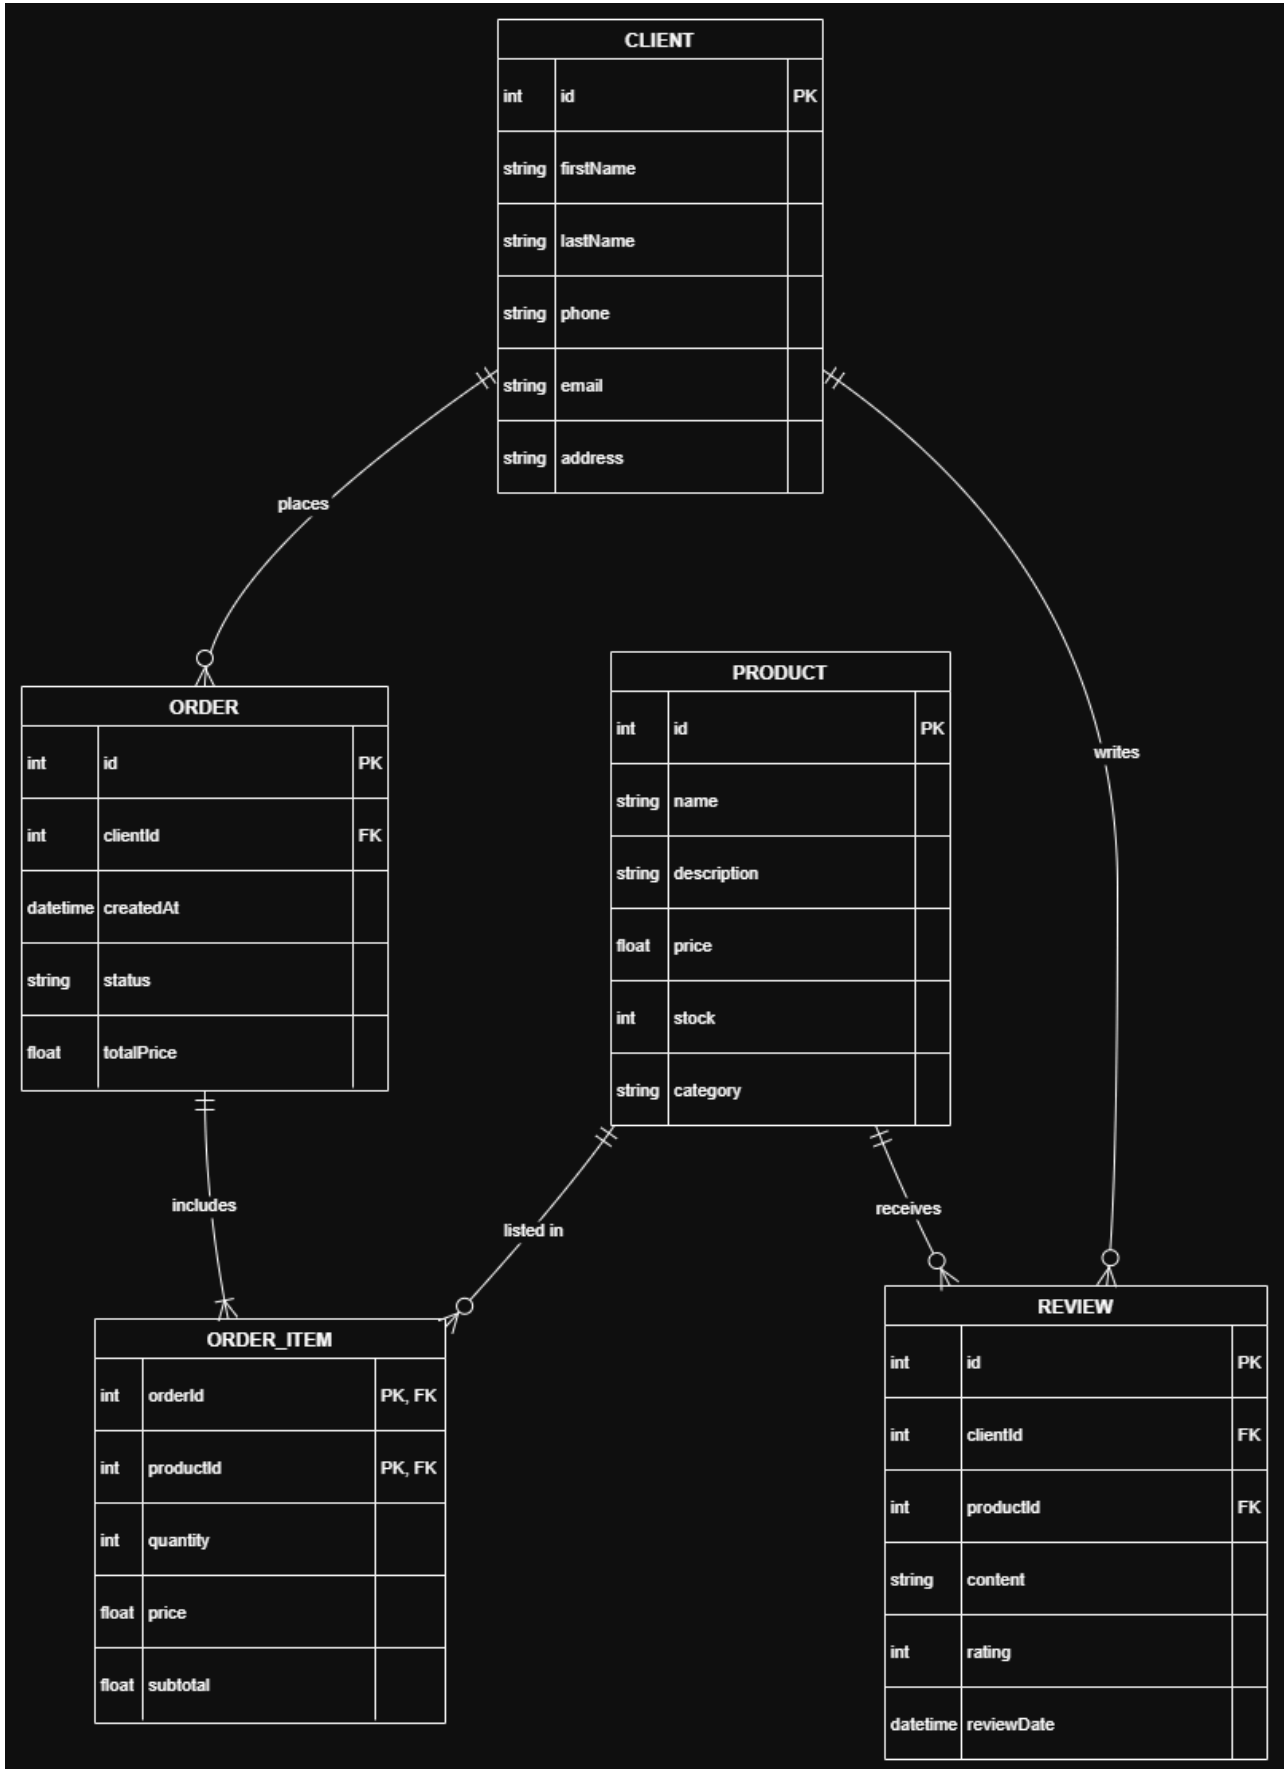 CLIENT
int id PK
string firstName
string lastName
string phone
string email
string address
places
writes
ORDER
int id PK
int clientId FK
datetime createdAt
string status
float totalPrice
PRODUCT
int id PK
string name
string description
float price
int stock
string category
includes
listed in
receives
ORDER_ITEM
int orderId PK, FK
int productId PK, FK
int quantity
float price
float subtotal
REVIEW
int id PK
int clientId FK
int productId FK
string content
int rating
datetime reviewDate